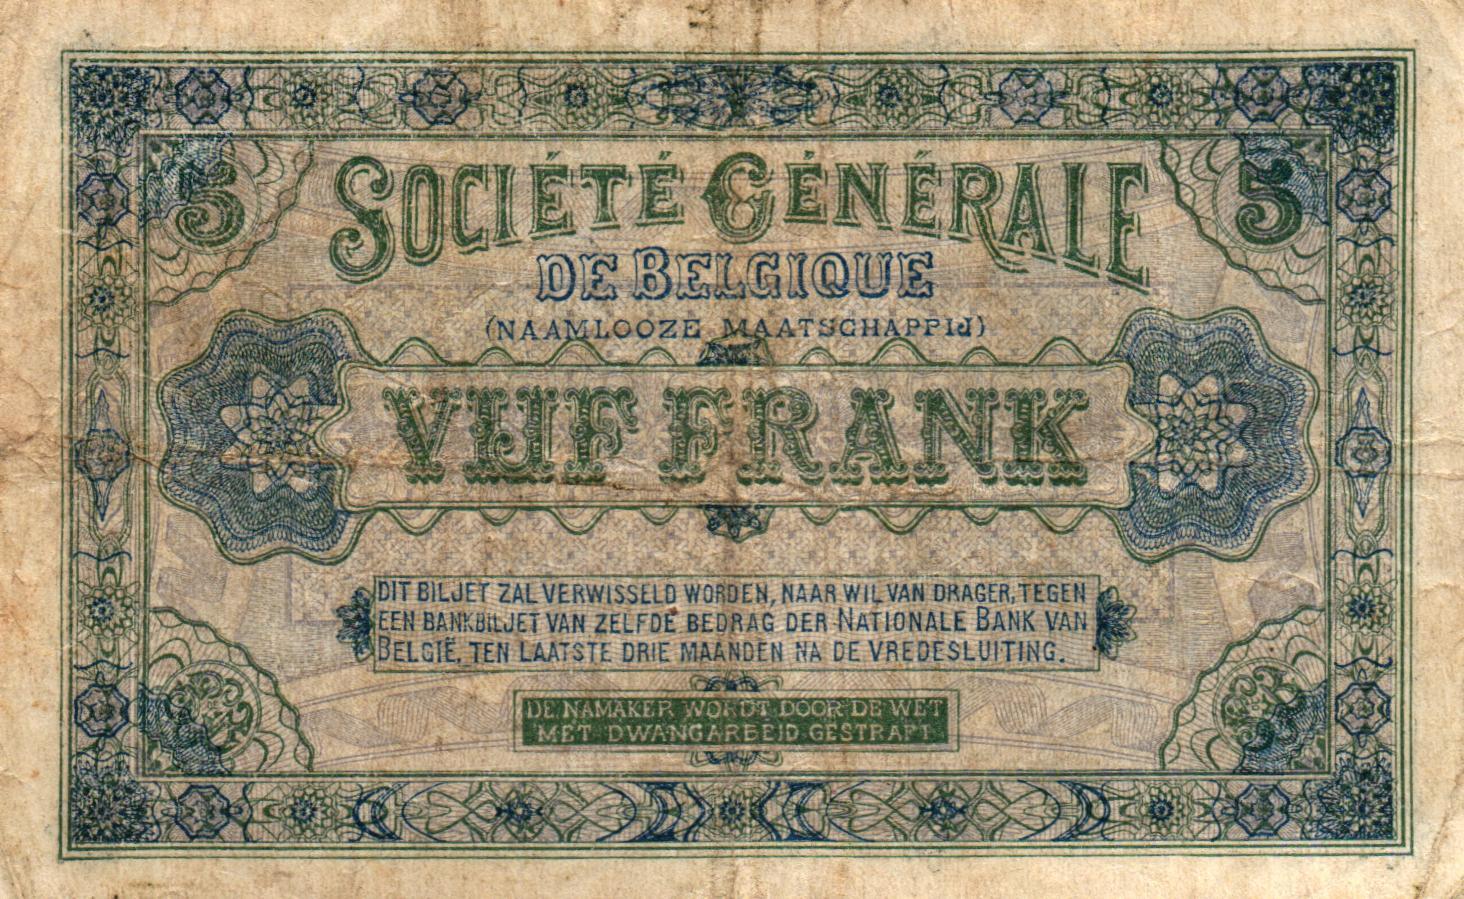 5 SOCIÉTÉ GÉNÉRALE 5
DE BELGIQUE
(NAAMLOOZE MAATSCHAPPIJ)
VIJF FRANK
DIT BILJET ZAL VERWISSELD WORDEN, NAAR WIL VAN DRAGER, TEGEN
EEN BANKBILJET VAN ZELFDE BEDRAG DER NATIONALE BANK VAN
BELGIË, TEN LAATSTE DRIE MAANDEN NA DE VREDESLUITING.
DE NAMAKER WORDT DOOR DE WET
MET DWANGARBEID GESTRAFT